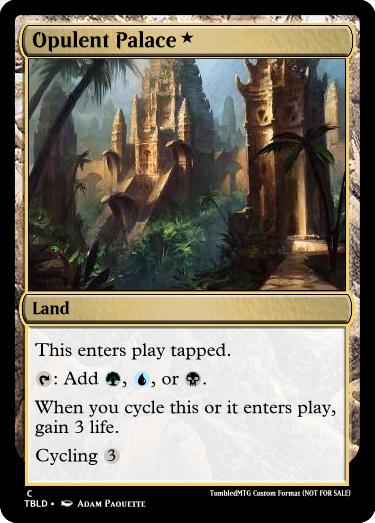 Opulent Palace★
Land
This enters play tapped.
: Add , , or .
When you cycle this or it enters play,
gain 3 life.
Cycling 3
C
TBLD • Adam Paquette
TumbledMTG Custom Format (NOT FOR SALE)